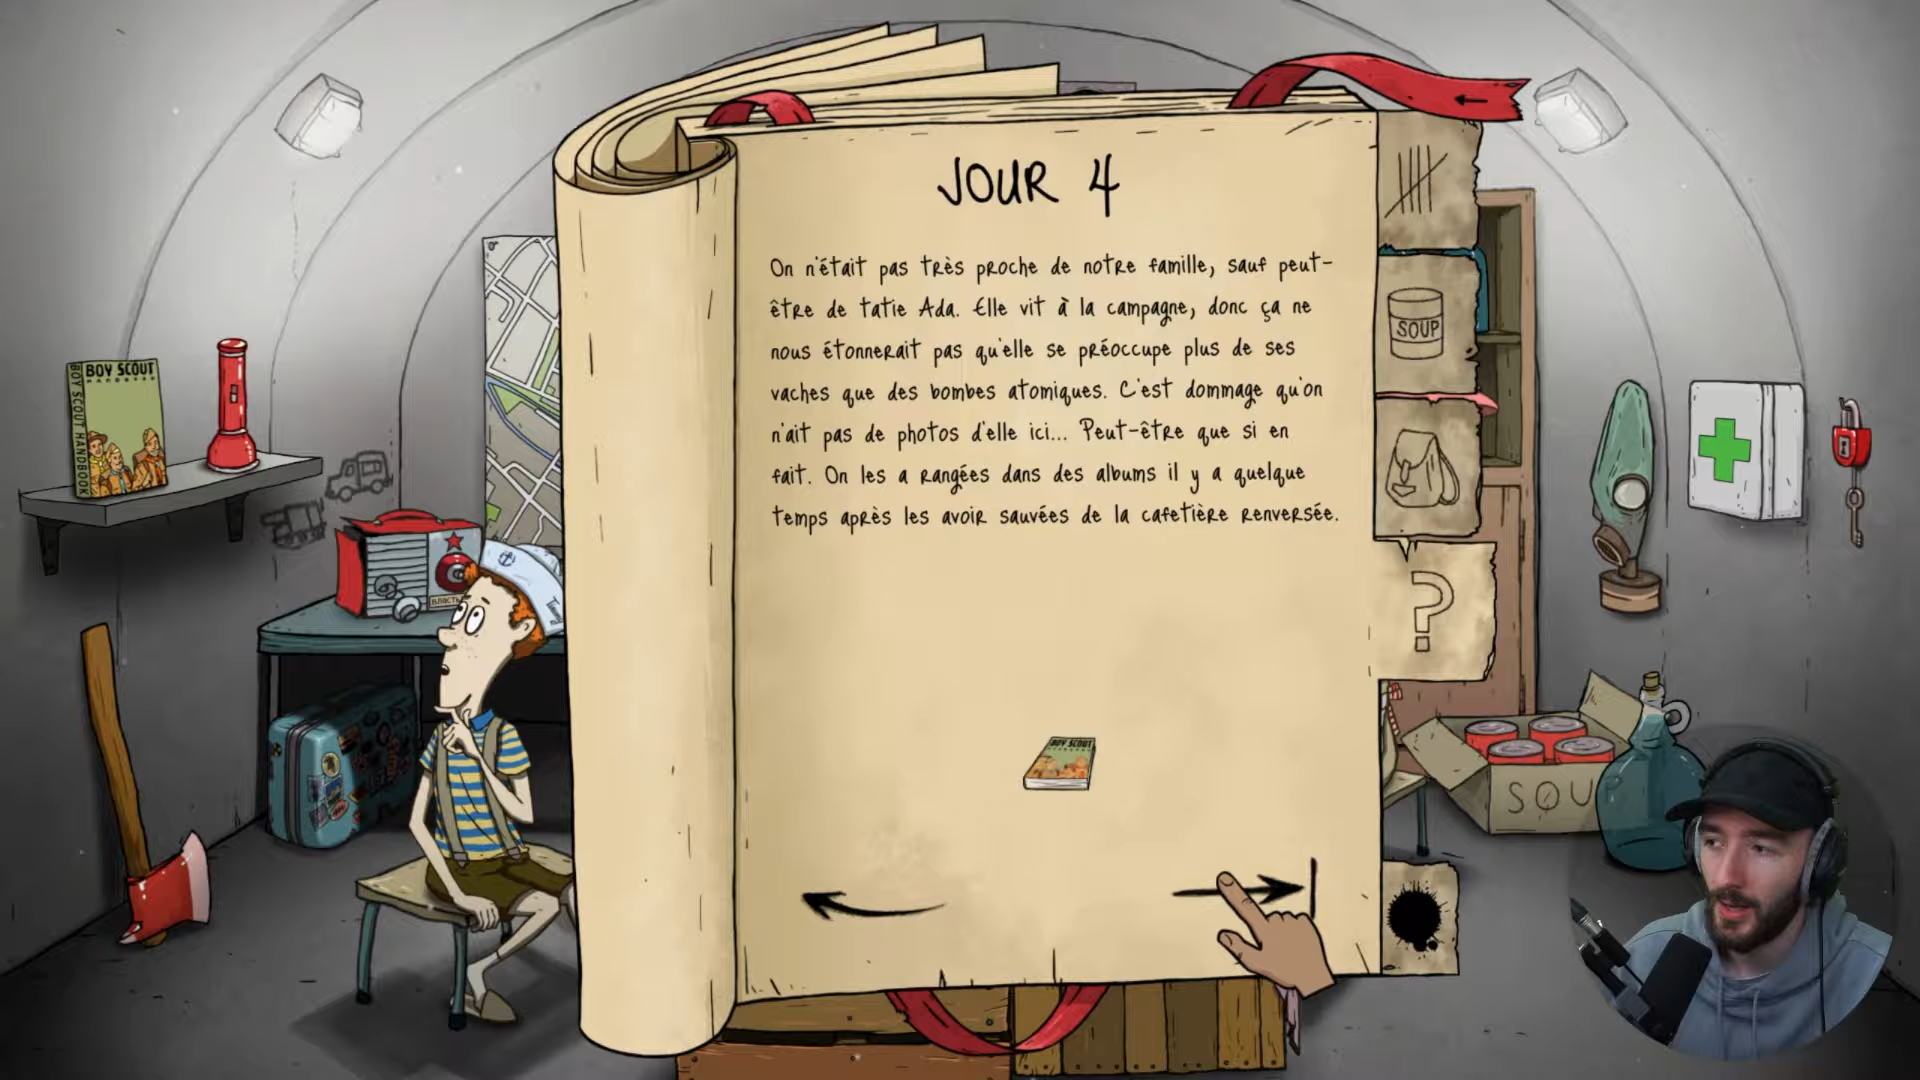 JOUR 4
On n'était pas très proche de notre famille, sauf peut-
être de tatie Ada. Elle vit à la campagne, donc ça ne
nous étonnerait pas qu'elle se préoccupe plus de ses
vaches que des bombes atomiques. C'est dommage qu'on
n'ait pas de photos d'elle ici... Peut-être que si en
fait. On les a rangées dans des albums il y a quelque
temps après les avoir sauvées de la cafetière renversée.
BOY SCOUT
HANDBOOK
BOY SCOUT HANDBOOK
SOUP
BOY SCOUT
SOU